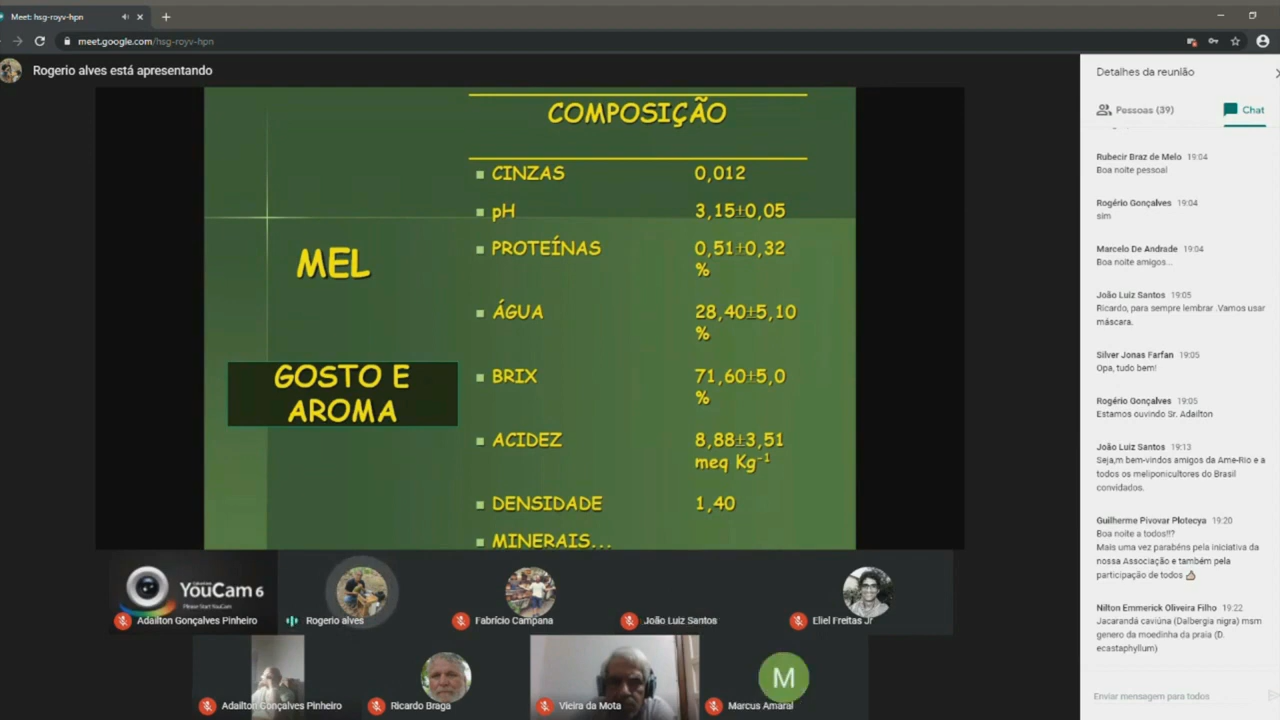 Meet: hsg-royv-hpn
meet.google.com/hsg-royv-hpn
Rogerio alves está apresentando
COMPOSIÇÃO
MEL
GOSTO E
AROMA
CINZAS 0,012
pH 3,15±0,05
PROTEÍNAS 0,51±0,32
%
ÁGUA 28,40±5,10
%
BRIX 71,60±5,0
%
ACIDEZ 8,88±3,51
meq Kg-1
DENSIDADE 1,40
MINERAIS...
YouCam 6
Please Start YouCam
Adailton Gonçalves Pinheiro
Rogerio alves
Fabrício Campana
João Luiz Santos
Eliel Freitas Jr
Adailton Gonçalves Pinheiro
Ricardo Braga
Vieira da Mota
M
Marcus Amaral
Detalhes da reunião
Pessoas (39) Chat
Rubecir Braz de Melo 19:04
Boa noite pessoal
Rogério Gonçalves 19:04
sim
Marcelo De Andrade 19:04
Boa noite amigos...
João Luiz Santos 19:05
Ricardo, para sempre lembrar .Vamos usar
máscara.
Silver Jonas Farfan 19:05
Opa, tudo bem!
Rogério Gonçalves 19:05
Estamos ouvindo Sr. Adailton
João Luiz Santos 19:13
Seja,m bem-vindos amigos da Ame-Rio e a
todos os meliponicultores do Brasil
convidados.
Guilherme Pivovar Plotecya 19:20
Boa noite a todos!!?
Mais uma vez parabéns pela iniciativa da
nossa Associação e também pela
participação de todos 👍
Nilton Emmerick Oliveira Filho 19:22
Jacarandá caviúna (Dalbergia nigra) msm
genero da moedinha da praia (D.
ecastaphyllum)
Enviar mensagem para todos